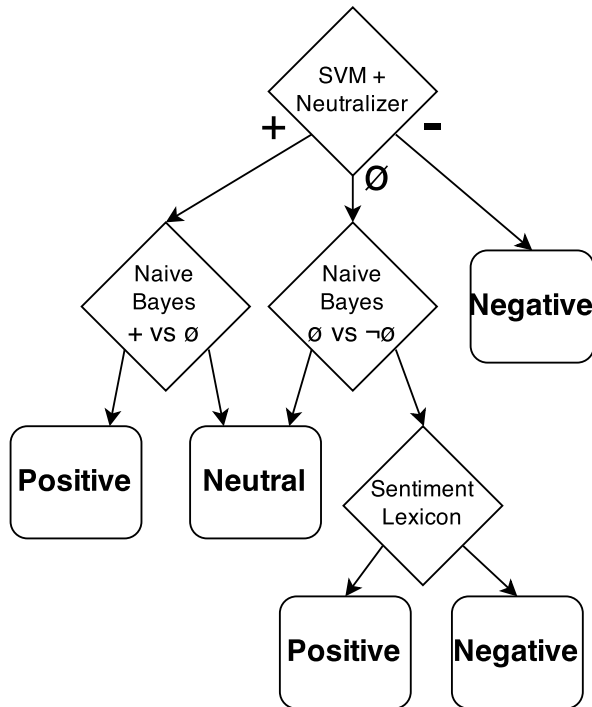 SVM +
Neutralizer
+
-
Ø
Naive
Bayes
+ vs ø
Naive
Bayes
ø vs ¬ø
Negative
Positive
Neutral
Sentiment
Lexicon
Positive
Negative